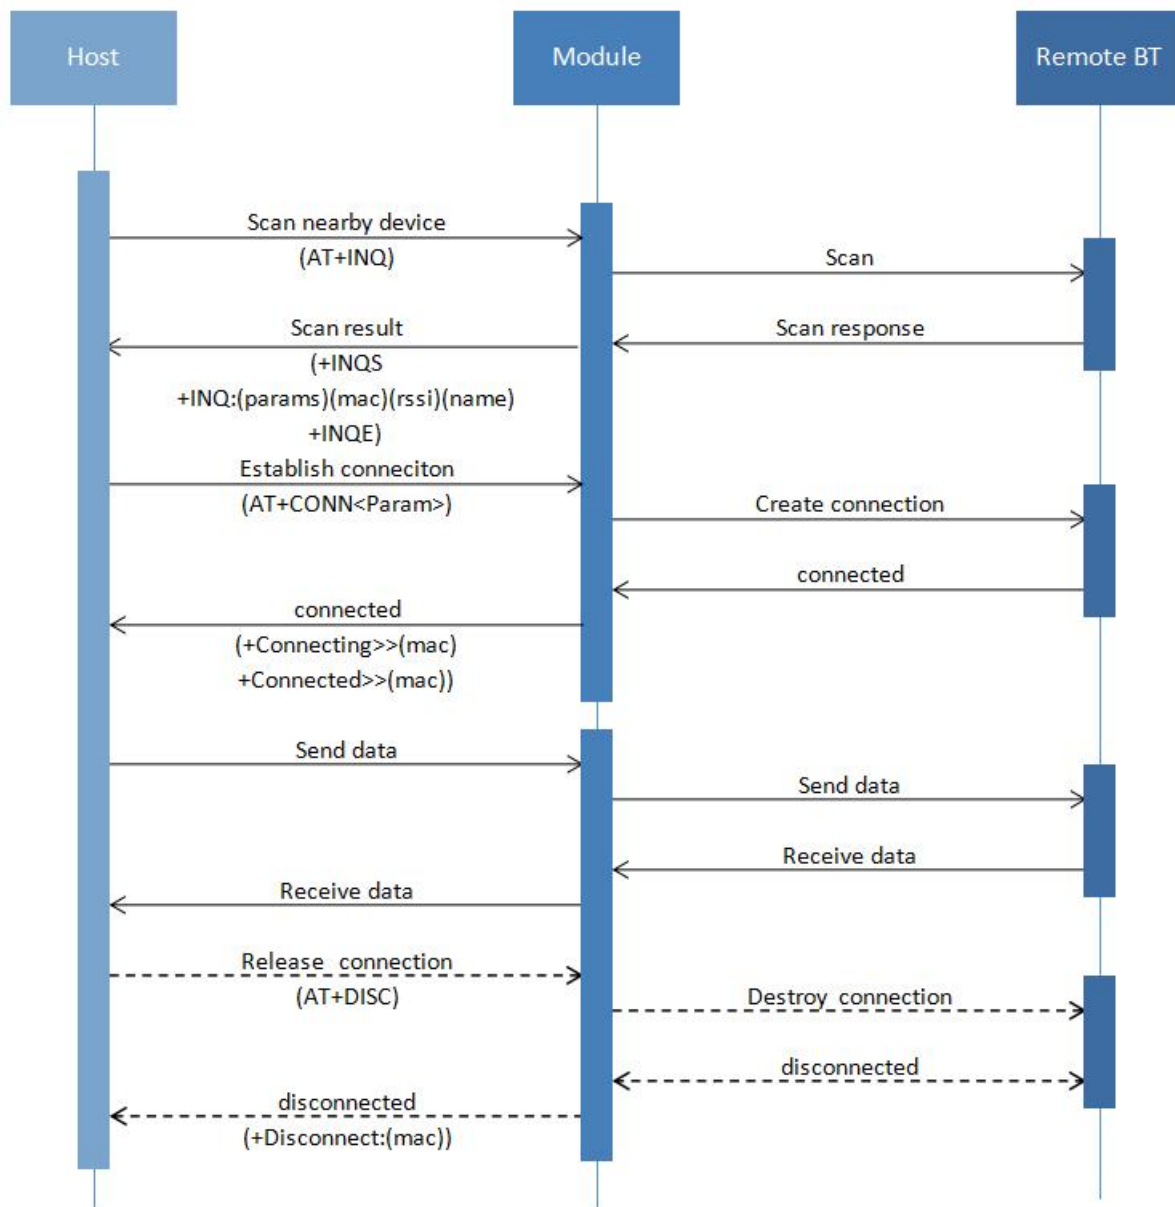 Host
Module
Remote BT
Scan nearby device
(AT+INQ)
Scan
Scan result
Scan response
(+INQS
+INQ:(params)(mac)(rssi)(name)
+INQE)
Establish conneciton
(AT+CONN<Param>)
Create connection
connected
connected
(+Connecting>>(mac)
+Connected>>(mac))
Send data
Send data
Receive data
Receive data
Release connection
(AT+DISC)
Destroy connection
disconnected
disconnected
(+Disconnect:(mac))